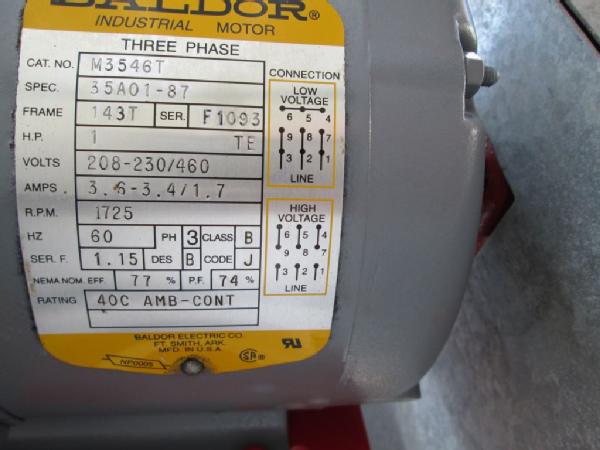 BALDOR®
INDUSTRIAL MOTOR
THREE PHASE
CAT. NO. M3546T
SPEC. 35A01-87
FRAME 143T SER. F1093
H.P. 1 TE
VOLTS 208-230/460
AMPS. 3.6-3.4/1.7
R.P.M. 1725
HZ 60 PH 3 CLASS B
SER. F. 1.15 DES B CODE J
NEMA NOM. EFF. 77 % P.F. 74 %
RATING 40C AMB-CONT
BALDOR ELECTRIC CO.
FT. SMITH, ARK.
MFD. IN U.S.A.
NP0005
CONNECTION
LOW
VOLTAGE
6 5 4
9 8 7
3 2 1
LINE
HIGH
VOLTAGE
6 5 4
9 8 7
3 2 1
LINE
SA